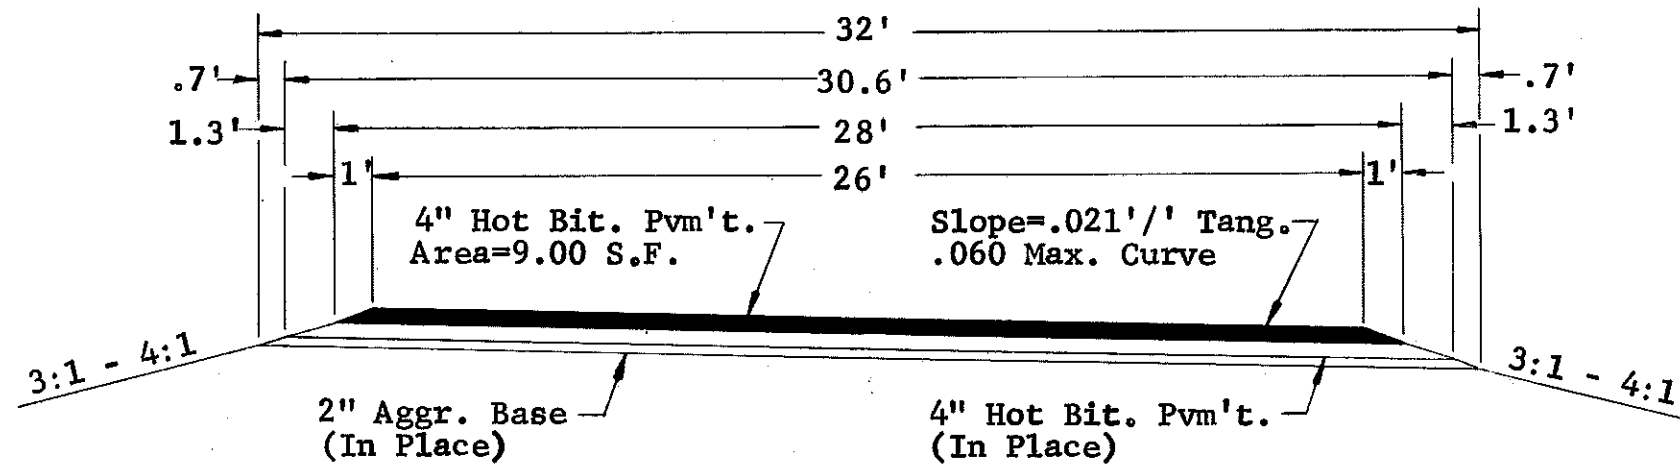 32'
.7' 30.6' .7'
1.3' 28' 1.3'
1' 26' 1'
4" Hot Bit. Pvm't.
Area=9.00 S.F.
Slope=.021'/' Tang.
.060 Max. Curve
3:1 - 4:1
3:1 - 4:1
2" Aggr. Base
(In Place)
4" Hot Bit. Pvm't.
(In Place)